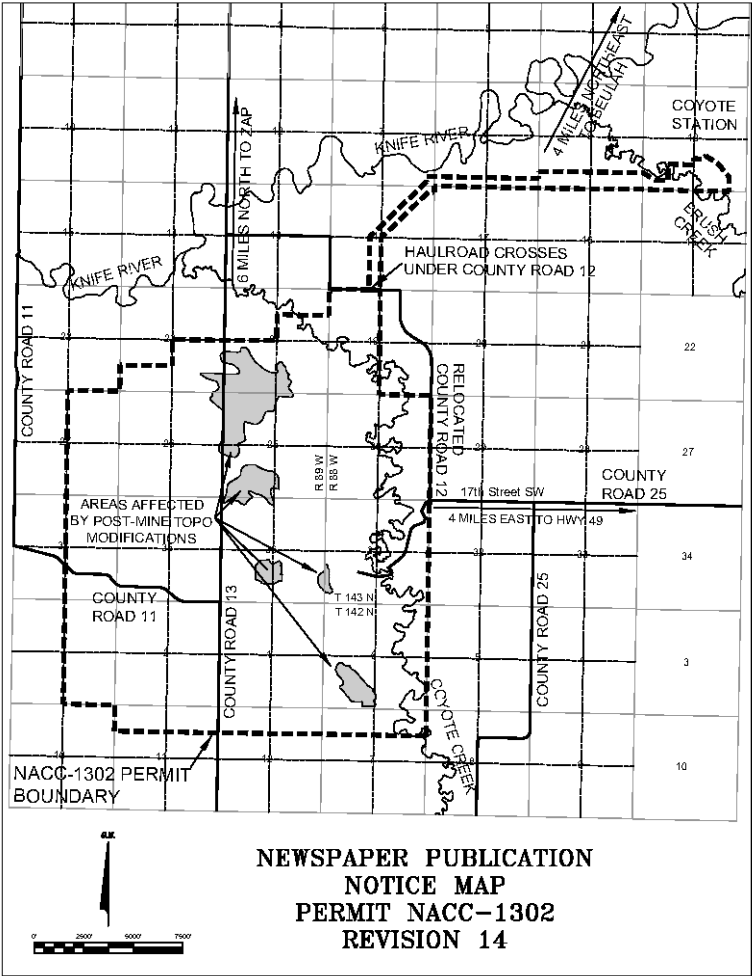 4 MILES NORTHEAST
TO BEULAH
COYOTE
STATION
KNIFE RIVER
6 MILES NORTH TO ZAP
BRUSH
CREEK
HAULROAD CROSSES
UNDER COUNTY ROAD 12
KNIFE RIVER
COUNTY ROAD 11
22
RELOCATED
COUNTY ROAD 12
27
R 89 W
R 88 W
COUNTY
ROAD 25
17th Street SW
4 MILES EAST TO HWY 49
AREAS AFFECTED
BY POST-MINE TOPO
MODIFICATIONS
34
COUNTY
ROAD 11
T 143 N
T 142 N
COUNTY ROAD 13
COUNTY ROAD 25
3
COYOTE CREEK
10
NACC-1302 PERMIT
BOUNDARY
0' 2500' 5000' 7500'
NEWSPAPER PUBLICATION
NOTICE MAP
PERMIT NACC-1302
REVISION 14